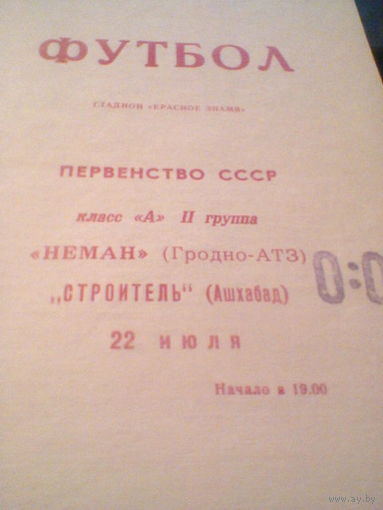 ФУТБОЛ
СТАДИОН «КРАСНОЕ ЗНАМЯ»
ПЕРВЕНСТВО СССР
класс «А» II группа
«НЕМАН» (Гродно-АТЗ)
„СТРОИТЕЛЬ" (Ашхабад)
0:0
22 июля
Начало в 19.00
www.ay.by